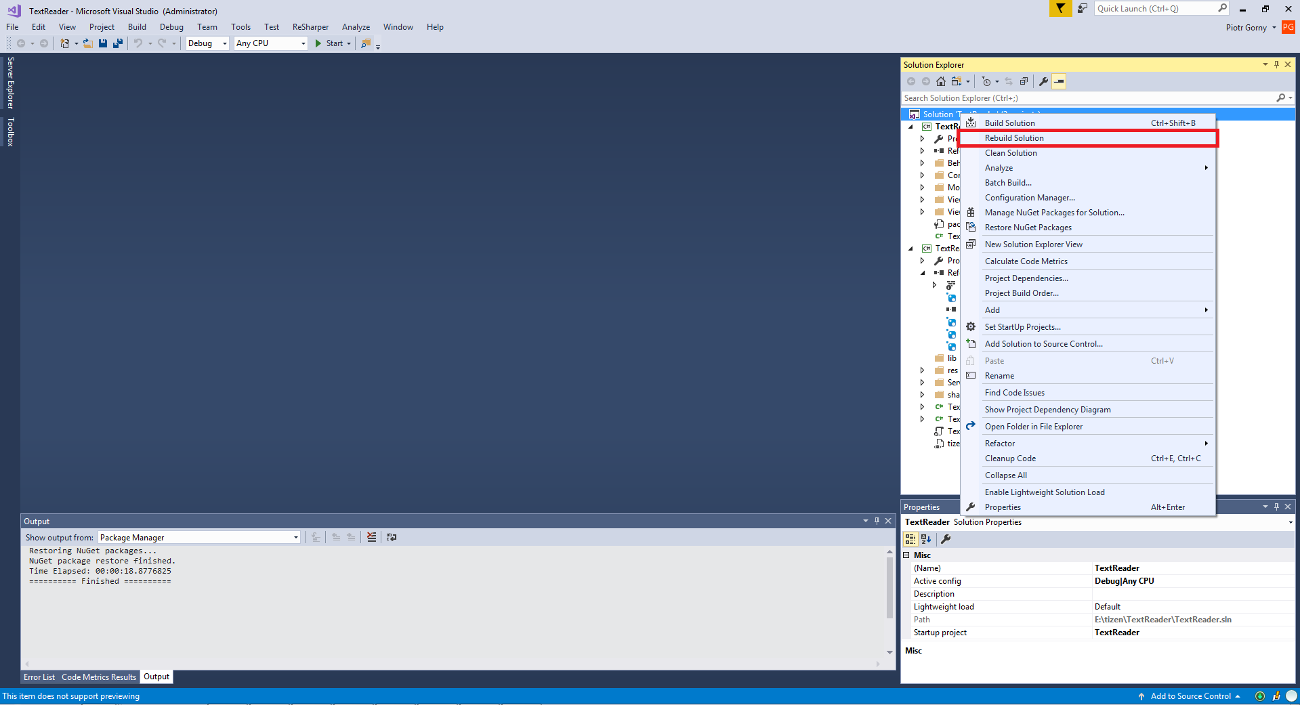 TextReader - Microsoft Visual Studio (Administrator)
Quick Launch (Ctrl+Q)
File Edit View Project Build Debug Team Tools Test ReSharper Analyze Window Help
Piotr Gorny PG
Debug Any CPU Start
Server Explorer
Toolbox
Solution Explorer
Search Solution Explorer (Ctrl+;)
Solution
Build Solution Ctrl+Shift+B
Rebuild Solution
Clean Solution
Analyze
Batch Build...
Configuration Manager...
Manage NuGet Packages for Solution...
Restore NuGet Packages
New Solution Explorer View
Calculate Code Metrics
Project Dependencies...
Project Build Order...
Add
Set StartUp Projects...
Add Solution to Source Control...
Paste Ctrl+V
Rename
Find Code Issues
Show Project Dependency Diagram
Open Folder in File Explorer
Refactor
Cleanup Code Ctrl+E, Ctrl+C
Collapse All
Enable Lightweight Solution Load
Properties Alt+Enter
TextRe
Pro
Ref
Beh
Cor
Mo
Vie
Vie
pac
Tex
TextRe
Pro
Ref
lib
res
Ser
sha
Tex
Tex
Tex
tize
Output
Show output from: Package Manager
Restoring NuGet packages...
NuGet package restore finished.
Time Elapsed: 00:00:18.8776825
========== Finished ==========
Error List Code Metrics Results Output
Properties
TextReader Solution Properties
Misc
(Name) TextReader
Active config Debug|Any CPU
Description
Lightweight load Default
Path E:\tizen\TextReader\TextReader.sln
Startup project TextReader
Misc
This item does not support previewing
Add to Source Control